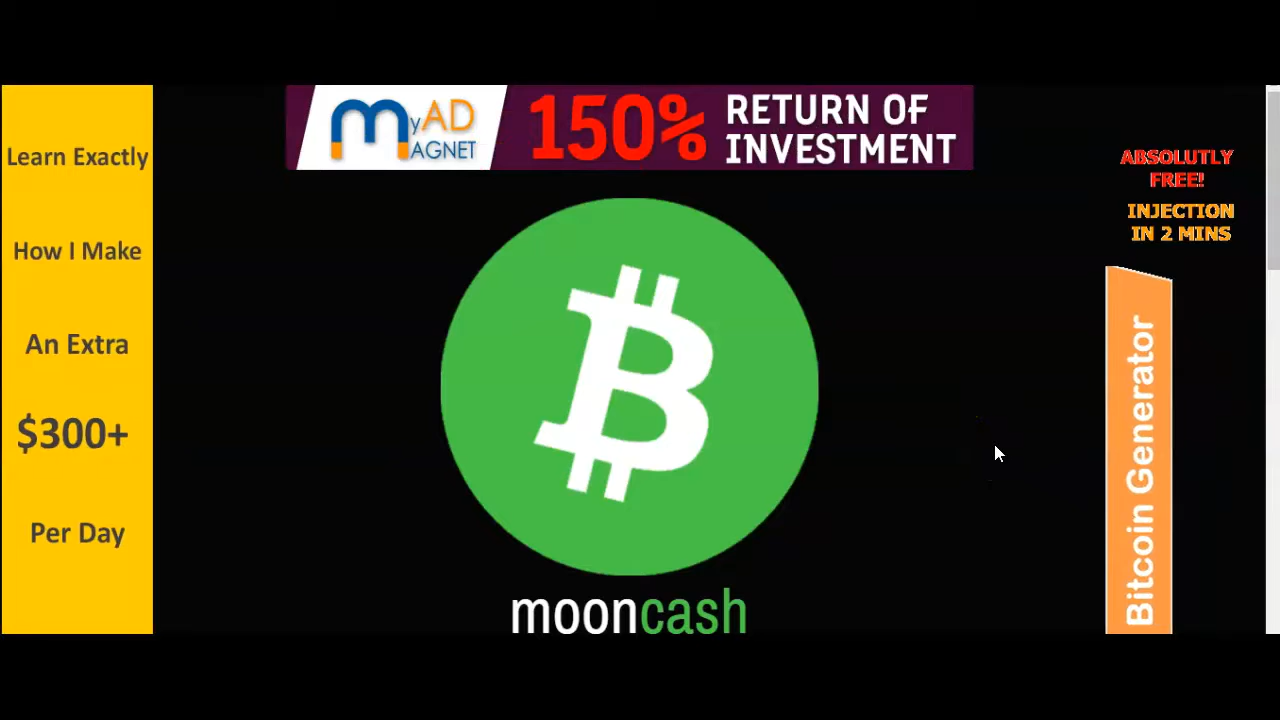 Learn Exactly
How I Make
An Extra
$300+
Per Day
MyAD
MAGNET
150%
RETURN OF
INVESTMENT
mooncash
ABSOLUTLY
FREE!
INJECTION
IN 2 MINS
Bitcoin Generator